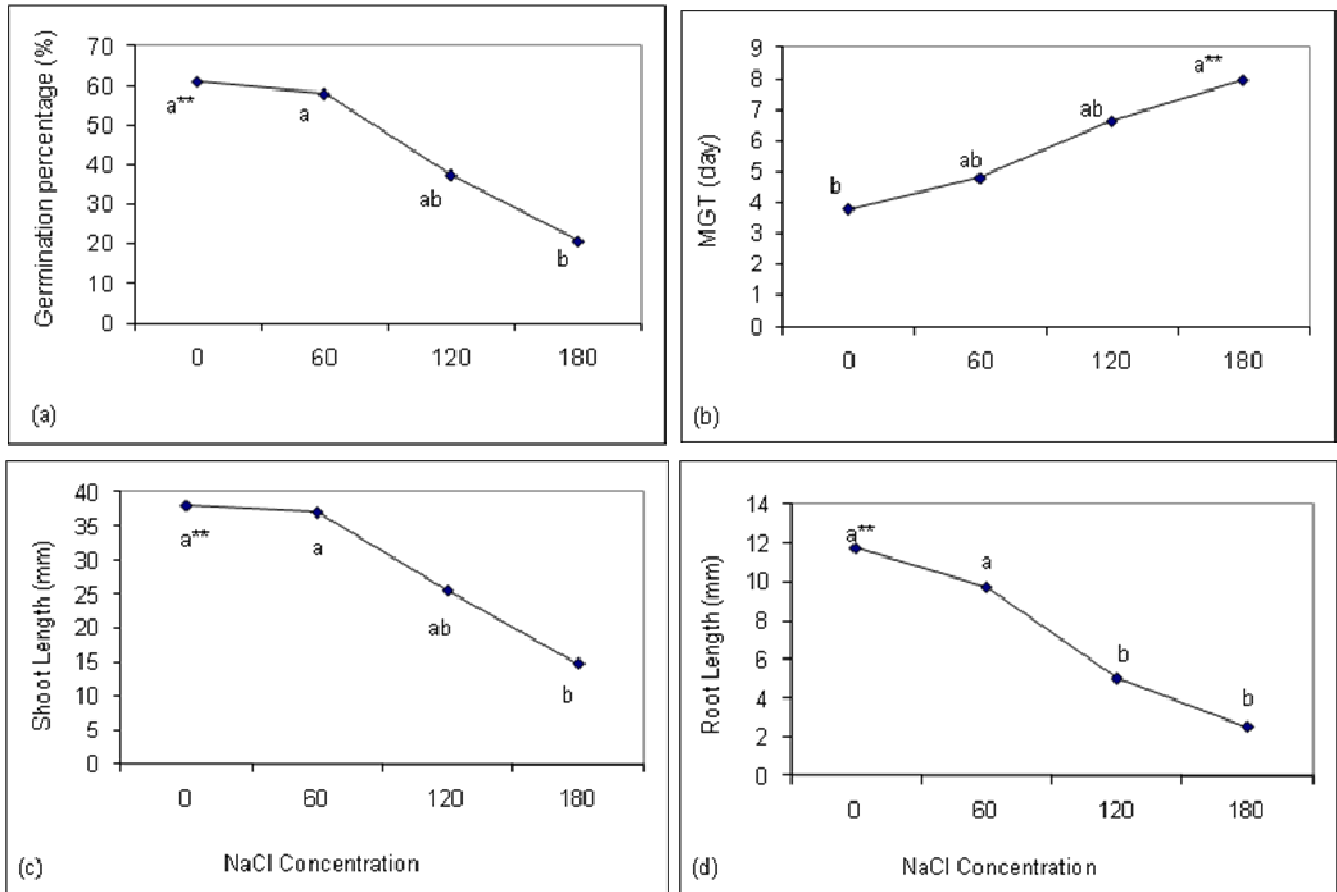 Germination percentage (%)
70
60
50
40
30
20
10
0
a**
a
ab
b
0 60 120 180
(a)
MGT (day)
9
8
7
6
5
4
3
2
1
0
b
ab
ab
a**
0 60 120 180
(b)
Shoot Length (mm)
40
35
30
25
20
15
10
5
0
a**
a
ab
b
0 60 120 180
NaCl Concentration
(c)
Root Length (mm)
14
12
10
8
6
4
2
0
a**
a
b
b
0 60 120 180
NaCl Concentration
(d)